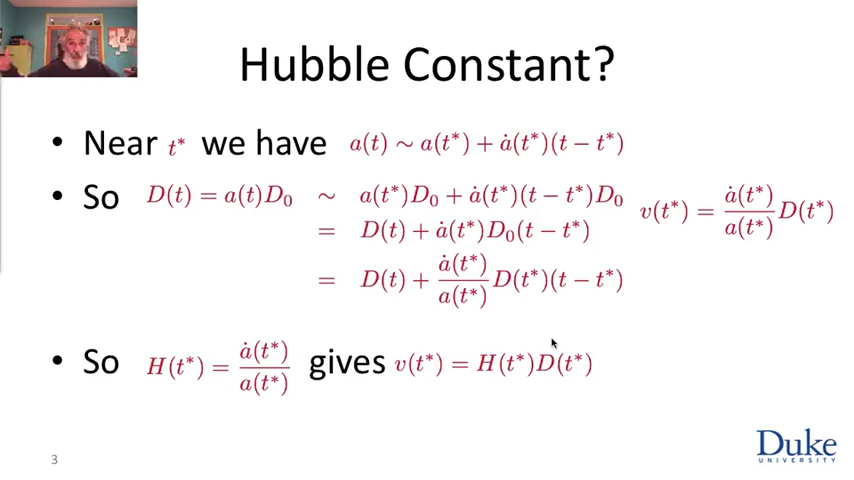 Hubble Constant?
• Near t* we have a(t) ∼ a(t*) + ȧ(t*)(t − t*)
• So D(t) = a(t)D₀ ∼ a(t*)D₀ + ȧ(t*)(t − t*)D₀
= D(t) + ȧ(t*)D₀(t − t*)
= D(t) + ȧ(t*)/a(t*) D(t*)(t − t*)
v(t*) = ȧ(t*)/a(t*) D(t*)
• So H(t*) = ȧ(t*)/a(t*) gives v(t*) = H(t*)D(t*)
3
Duke
UNIVERSITY